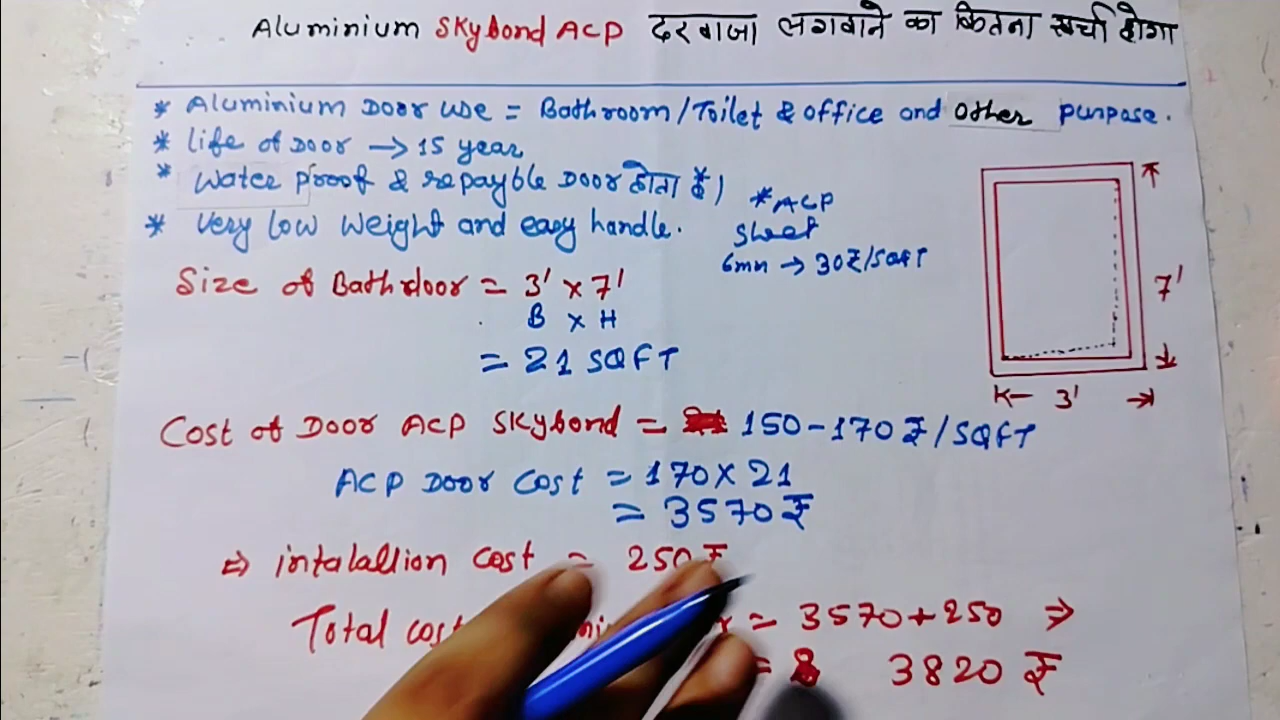 Aluminium Skybond ACP दरवाजा लगवाने का कितना खर्चा होगा
* Aluminium Door use = Bathroom/Toilet & office and other purpase.
* Life of Door → 15 year
* Water proof & repayble Door होता है।
* Very low weight and easy handle.
* ACP
Sheet
6mm → 30₹/SQFT
Size of Bathdoor = 3' x 7'
B x H
= 21 SQFT
7'
3'
Cost of Door ACP Skybond = 150-170 ₹/SQFT
ACP Door Cost = 170 x 21
= 3570 ₹
⇒ intalallion cost = 250 ₹
Total = 3570+250 ⇒
= 3820 ₹